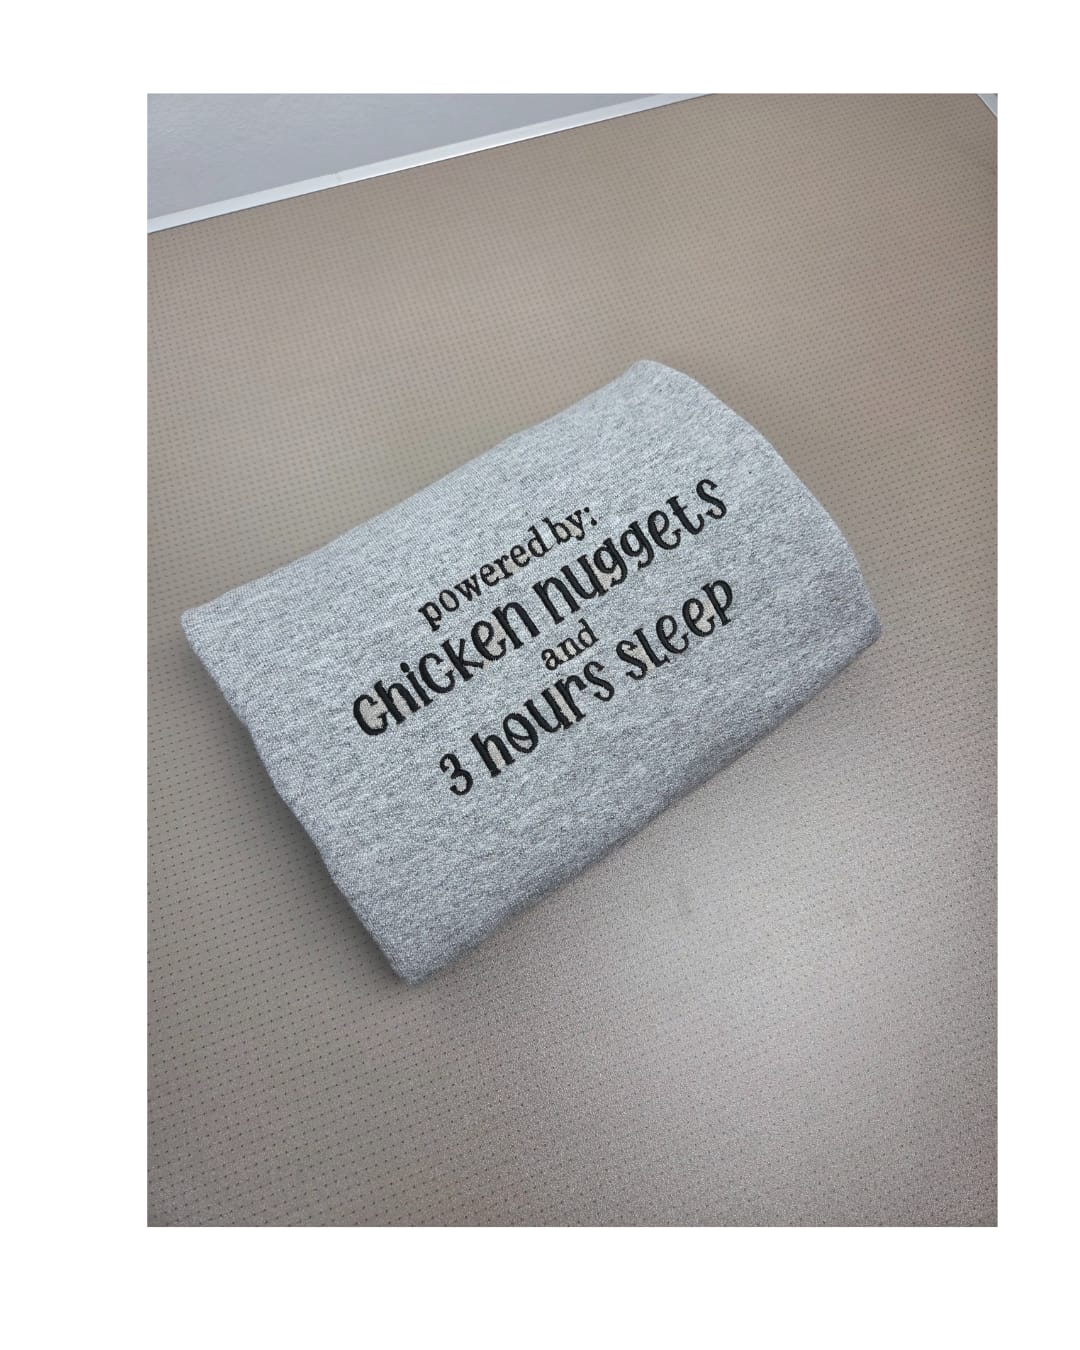 powered by:
chicken nuggets
and
3 hours sleep